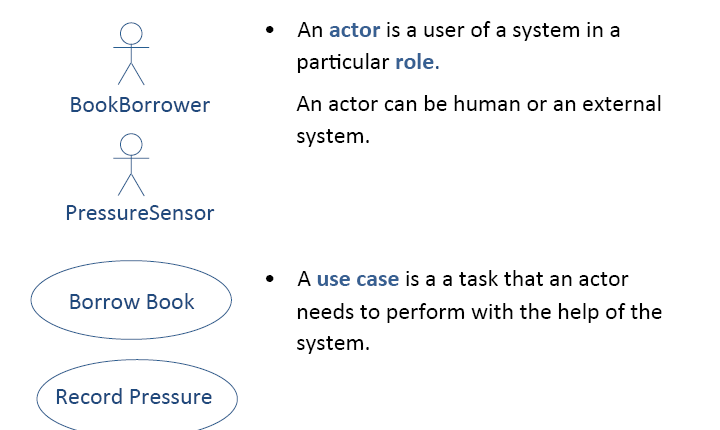 • An actor is a user of a system in a
particular role.
BookBorrower
An actor can be human or an external
system.
PressureSensor
• A use case is a a task that an actor
Borrow Book
needs to perform with the help of the
system.
Record Pressure